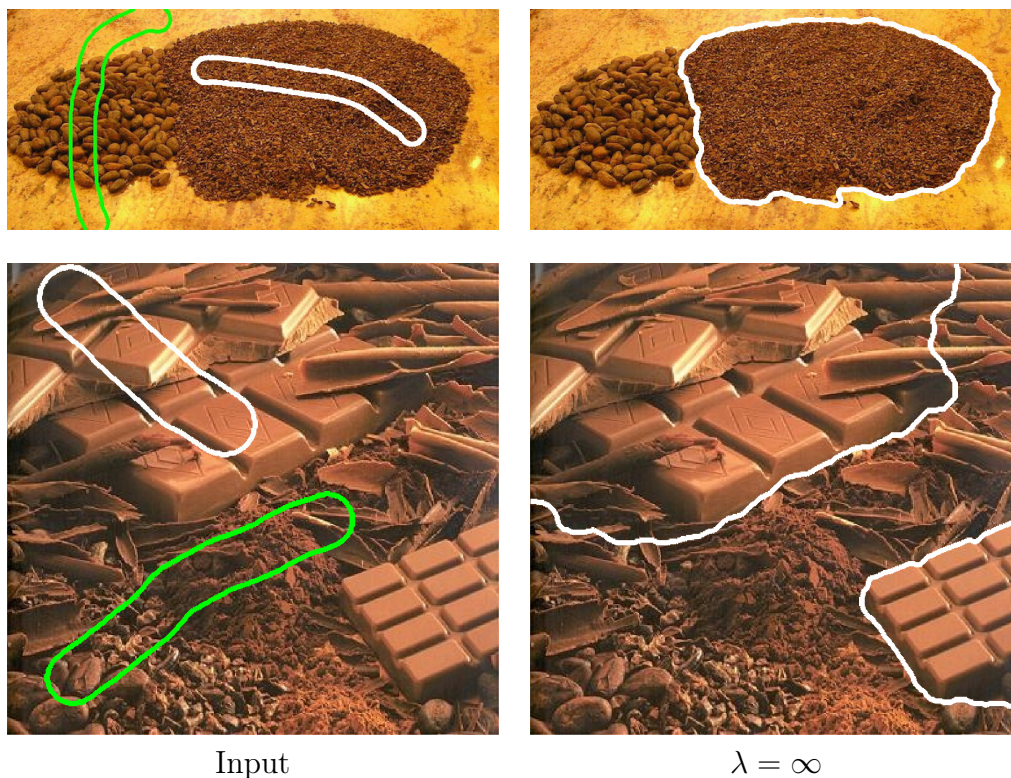 Input
λ = ∞